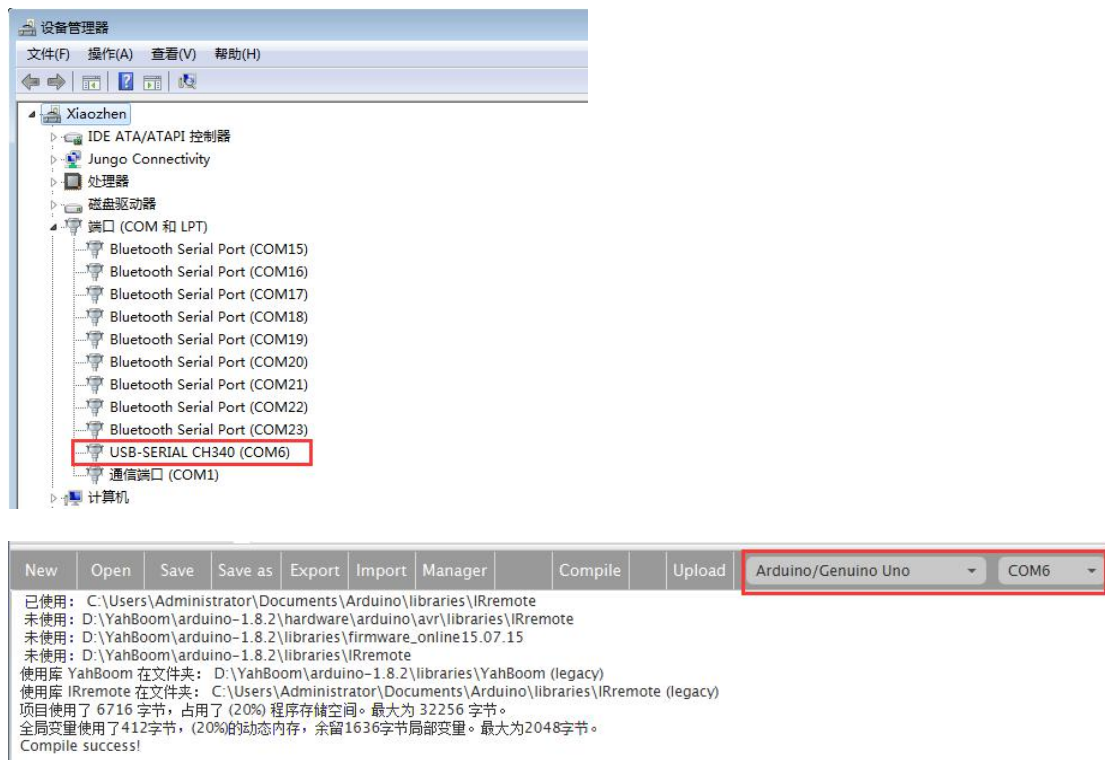 设备管理器
文件(F) 操作(A) 查看(V) 帮助(H)
Xiaozhen
IDE ATA/ATAPI 控制器
Jungo Connectivity
处理器
磁盘驱动器
端口 (COM 和 LPT)
Bluetooth Serial Port (COM15)
Bluetooth Serial Port (COM16)
Bluetooth Serial Port (COM17)
Bluetooth Serial Port (COM18)
Bluetooth Serial Port (COM19)
Bluetooth Serial Port (COM20)
Bluetooth Serial Port (COM21)
Bluetooth Serial Port (COM22)
Bluetooth Serial Port (COM23)
USB-SERIAL CH340 (COM6)
通信端口 (COM1)
计算机
New Open Save Save as Export Import Manager Compile Upload Arduino/Genuino Uno COM6
已使用： C:\Users\Administrator\Documents\Arduino\libraries\IRremote
未使用：D:\YahBoom\arduino-1.8.2\hardware\arduino\avr\libraries\IRremote
未使用：D:\YahBoom\arduino-1.8.2\libraries\firmware_online15.07.15
未使用：D:\YahBoom\arduino-1.8.2\libraries\IRremote
使用库 YahBoom 在文件夹： D:\YahBoom\arduino-1.8.2\libraries\YahBoom (legacy)
使用库 IRremote 在文件夹： C:\Users\Administrator\Documents\Arduino\libraries\IRremote (legacy)
项目使用了 6716 字节，占用了 (20%) 程序存储空间。最大为 32256 字节。
全局变量使用了412字节，(20%)的动态内存，余留1636字节局部变量。最大为2048字节。
Compile success!